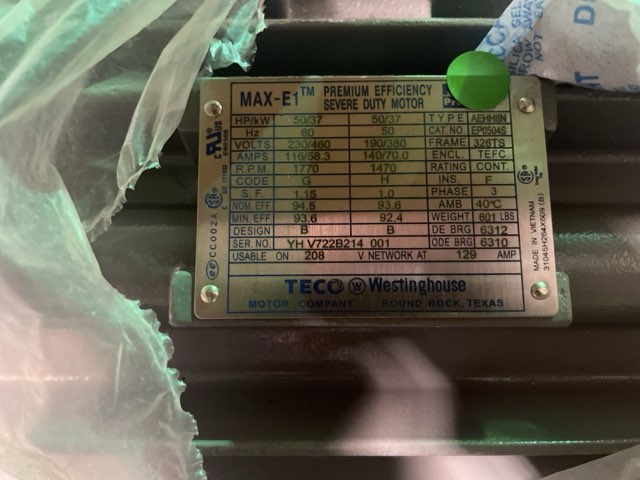 MAX-E1™ PREMIUM EFFICIENCY
SEVERE DUTY MOTOR
HP/kW 50/37 50/37 TYPE AEHH8N
Hz 60 50 CAT NO. EP0504S
VOLTS 230/460 190/380 FRAME 326TS
AMPS 116/58.3 140/70.0 ENCL. TEFC
R.P.M. 1770 1470 RATING CONT.
CODE G H INS. F
S.F. 1.15 1.0 PHASE 3
NOM. EFF 94.5 93.6 AMB 40°C
MIN. EFF 93.6 92.4 WEIGHT 601 LBS
DESIGN B B DE BRG 6312
SER. NO. YH V722B214 001 ODE BRG 6310
USABLE ON 208 V NETWORK AT 129 AMP
TECO Westinghouse
MOTOR COMPANY ROUND ROCK, TEXAS
CC002A
MADE IN VIETNAM
31045H264X609 (B)